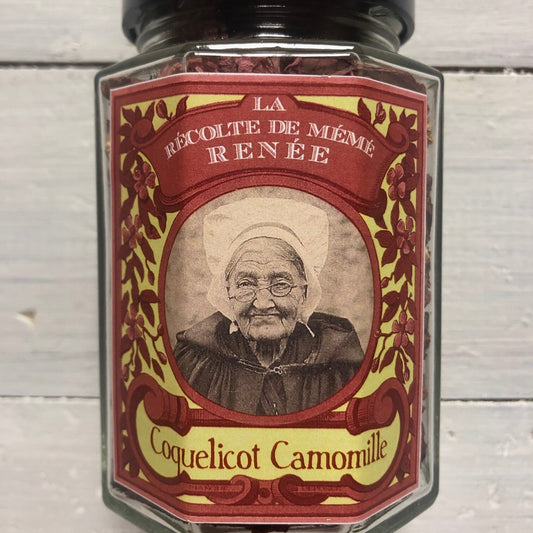 LA
RÉCOLTE DE MÉMÉ
RENÉE
Coquelicot Camomille